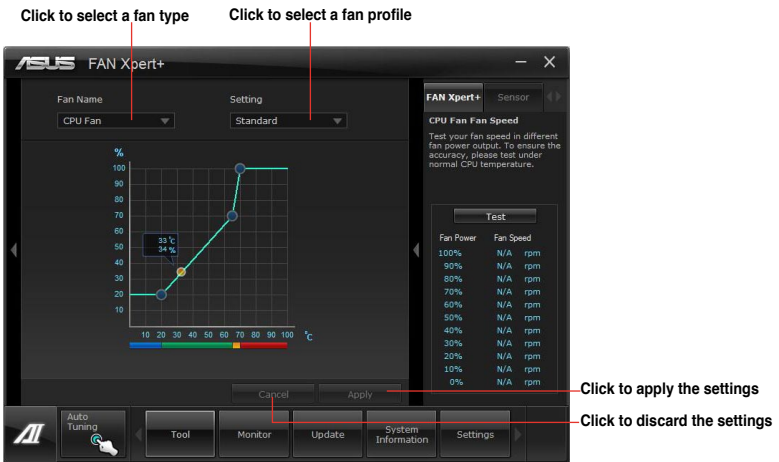 Click to select a fan type
Click to select a fan profile
ASUS FAN Xpert+
Fan Name
Setting
CPU Fan
Standard
%
100
90
80
70
60
50
40
30
20
10
33 °C
34 %
10 20 30 40 50 60 70 80 90 100 °C
Cancel
Apply
FAN Xpert+
Sensor
CPU Fan Fan Speed
Test your fan speed in different
fan power output. To ensure the
accuracy, please test under
normal CPU temperature.
Test
Fan Power Fan Speed
100% N/A rpm
90% N/A rpm
80% N/A rpm
70% N/A rpm
60% N/A rpm
50% N/A rpm
40% N/A rpm
30% N/A rpm
20% N/A rpm
10% N/A rpm
0% N/A rpm
Click to apply the settings
Click to discard the settings
AI
Auto
Tuning
Tool
Monitor
Update
System
Information
Settings